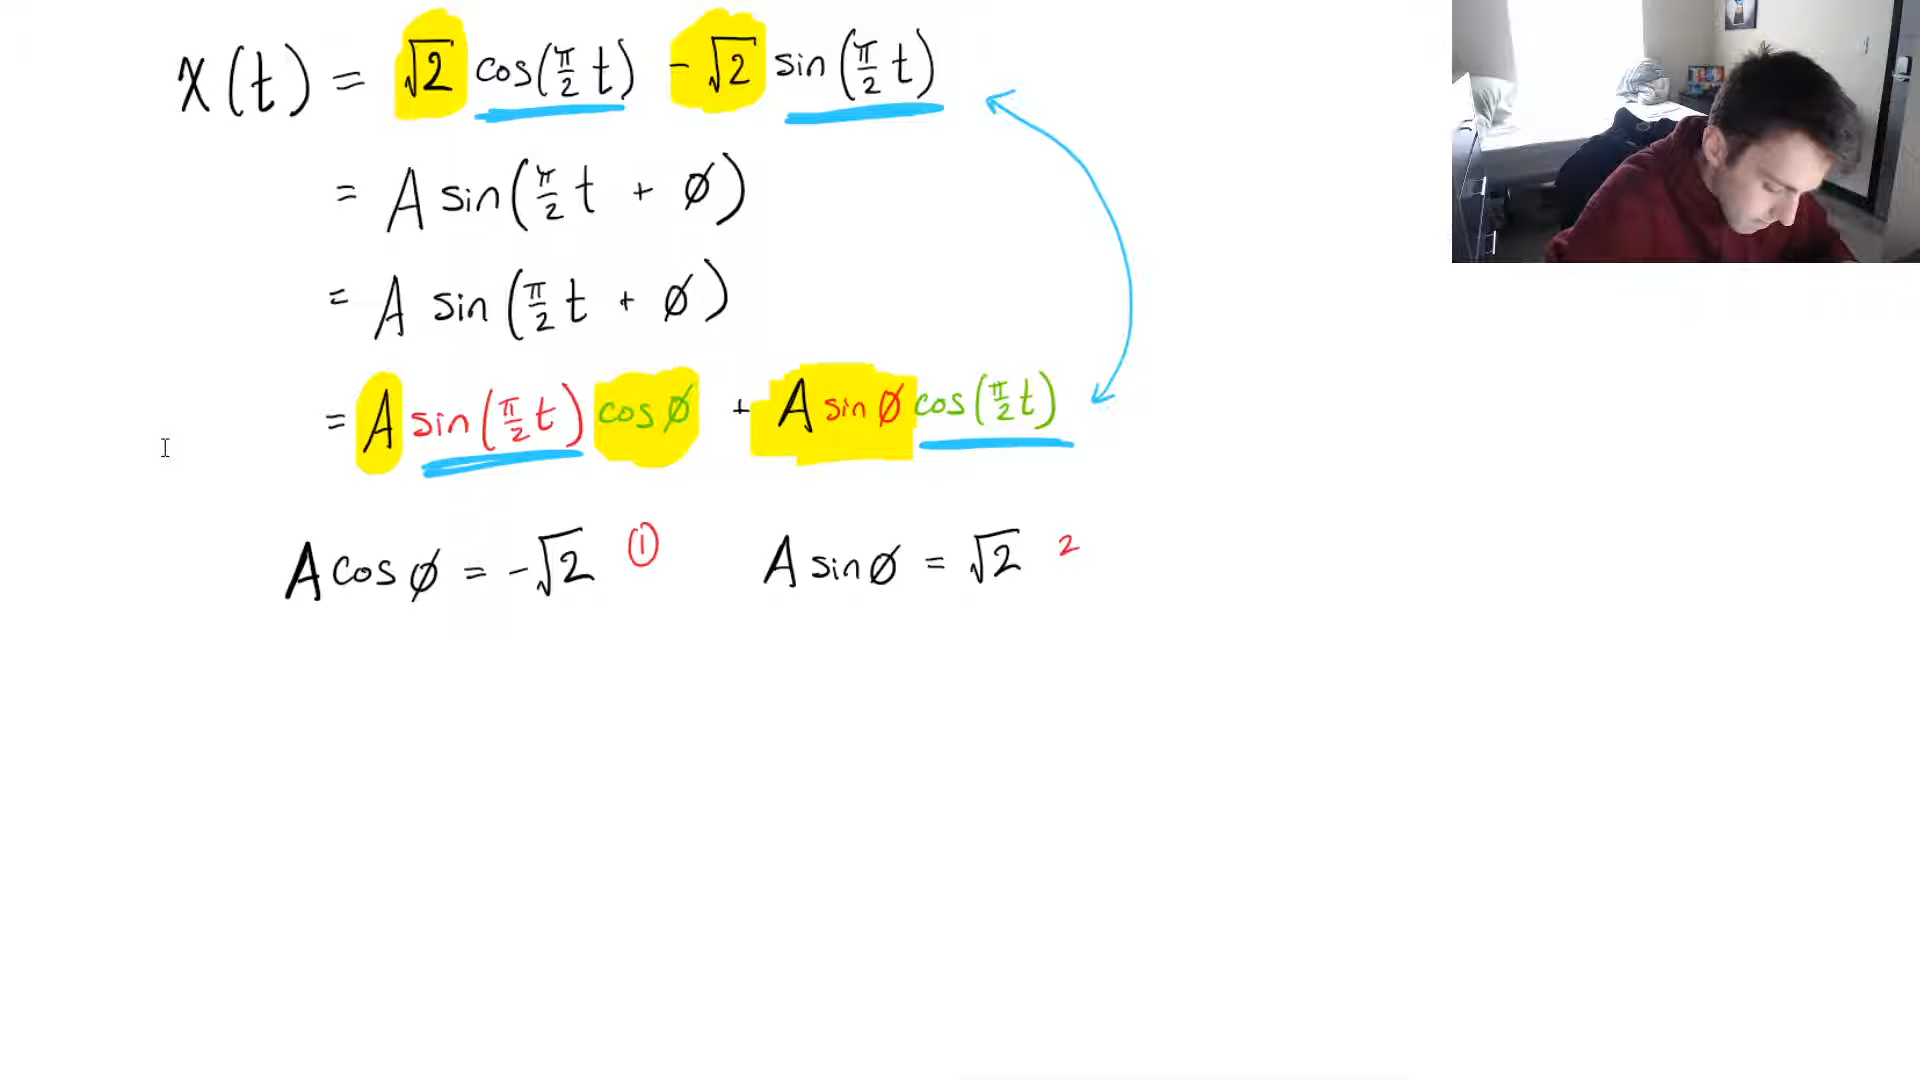 x(t) = √2 cos(π/2 t) - √2 sin(π/2 t)
= A sin(π/2 t + ø)
= A sin(π/2 t + ø)
= A sin(π/2 t) cos ø + A sin ø cos(π/2 t)
A cos ø = -√2 ① A sin ø = √2 2